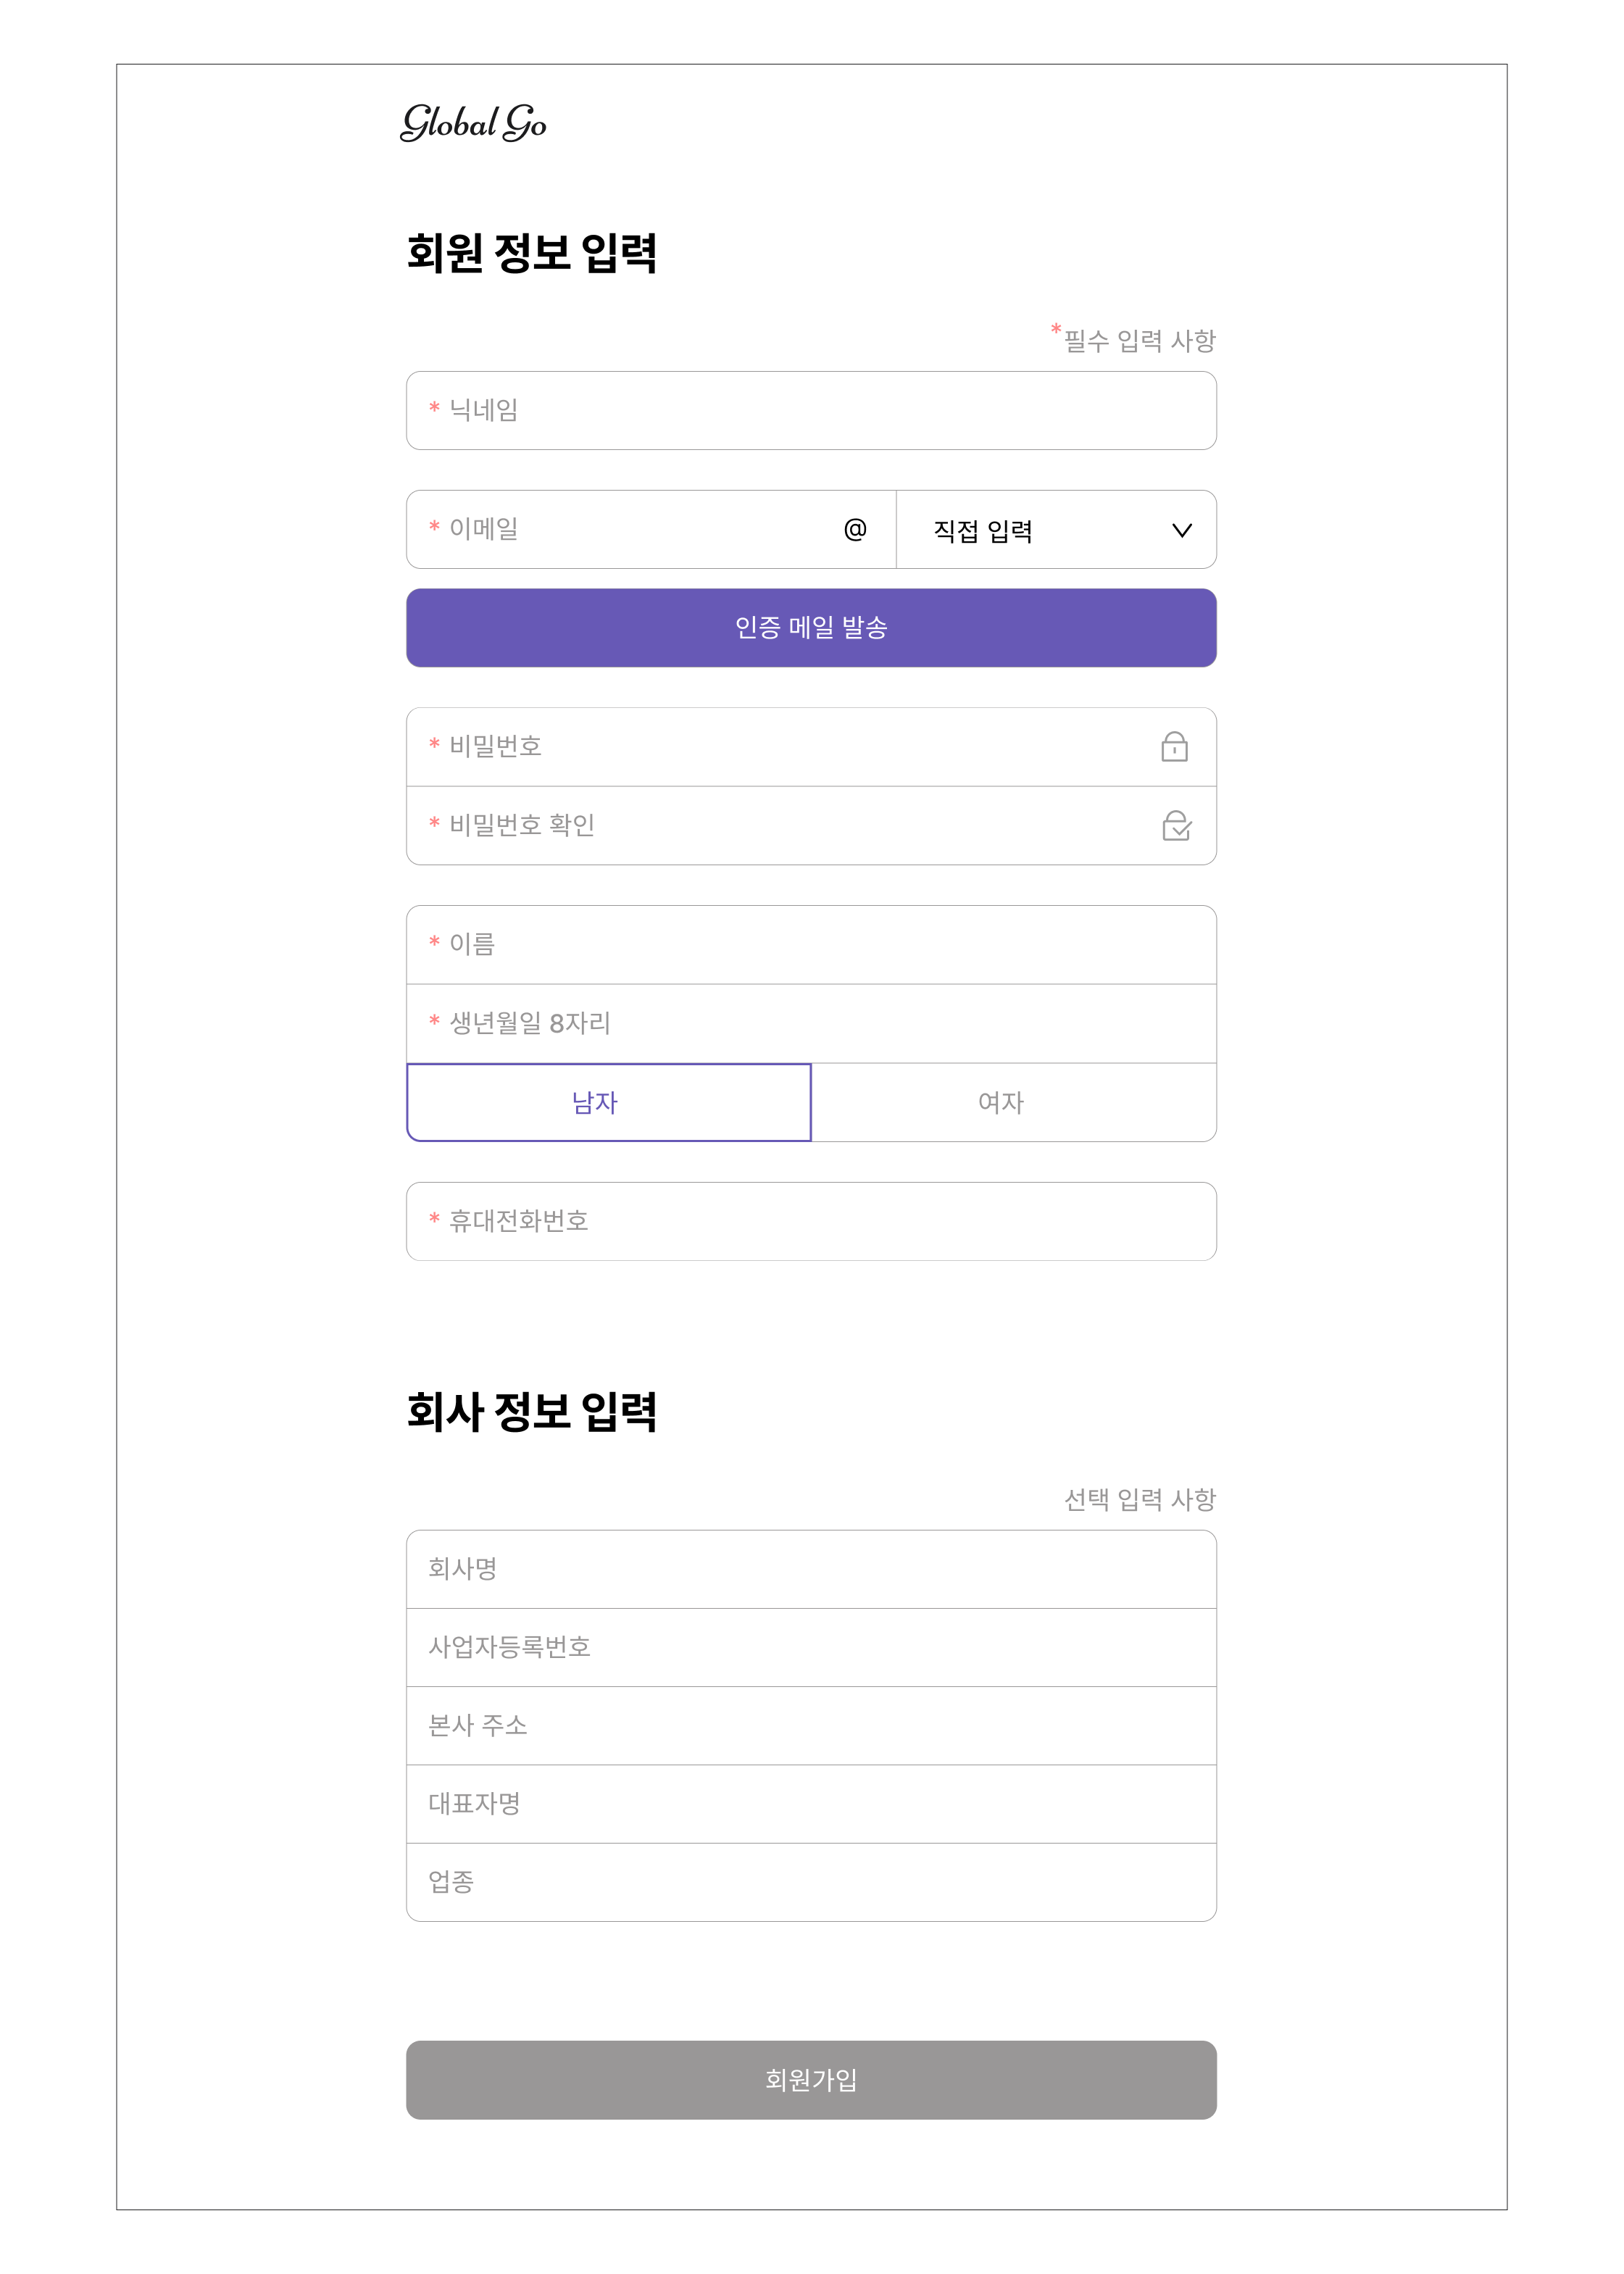 Global Go
회원 정보 입력
*필수 입력 사항
* 닉네임
* 이메일 @ 직접 입력
인증 메일 발송
* 비밀번호
* 비밀번호 확인
* 이름
* 생년월일 8자리
남자 여자
* 휴대전화번호
회사 정보 입력
선택 입력 사항
회사명
사업자등록번호
본사 주소
대표자명
업종
회원가입